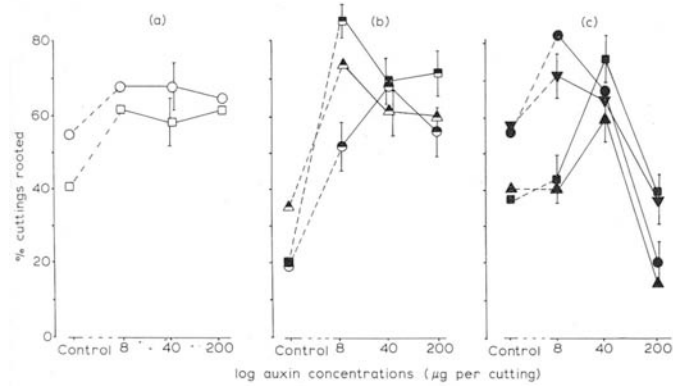 (a) (b) (c)
80
60
40
20
0
% cuttings rooted
Control 8 40 200 Control 8 40 200 Control 8 40 200
log auxin concentrations (μg per cutting)